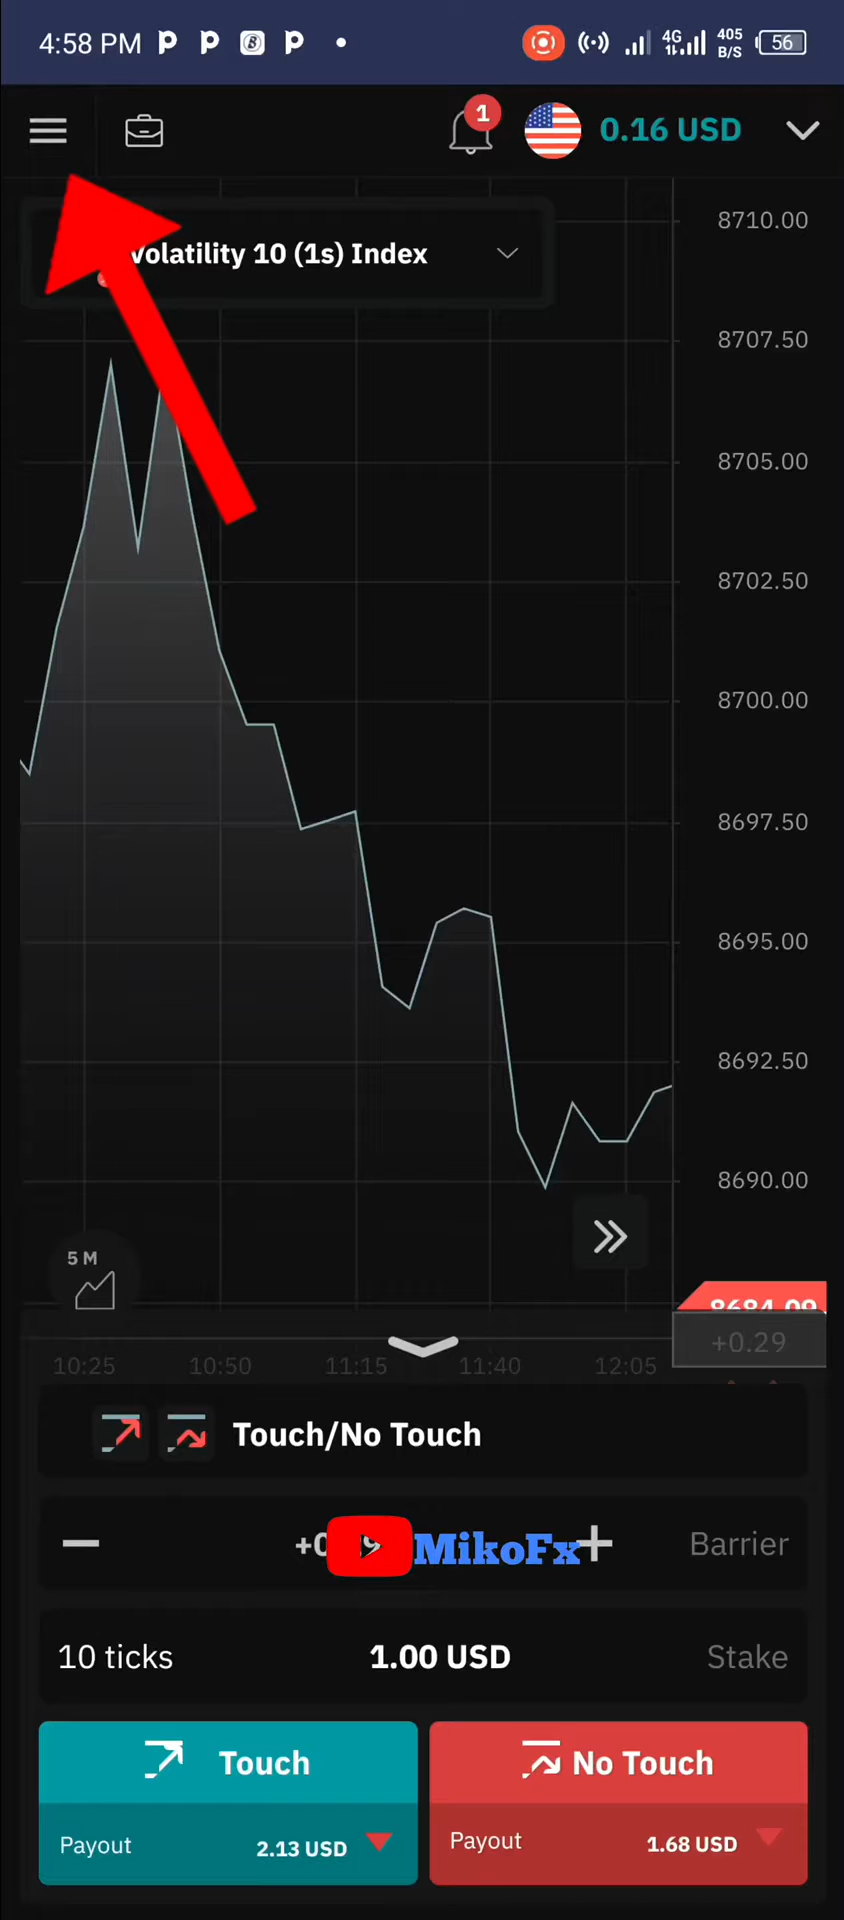 4:58 PM
4G
405
B/S
56
1
0.16 USD
Volatility 10 (1s) Index
8710.00
8707.50
8705.00
8702.50
8700.00
8697.50
8695.00
8692.50
8690.00
5 M
8684.09
+0.29
10:25 10:50 11:15 11:40 12:05
Touch/No Touch
MikoFx
Barrier
10 ticks 1.00 USD Stake
Touch
No Touch
Payout 2.13 USD
Payout 1.68 USD